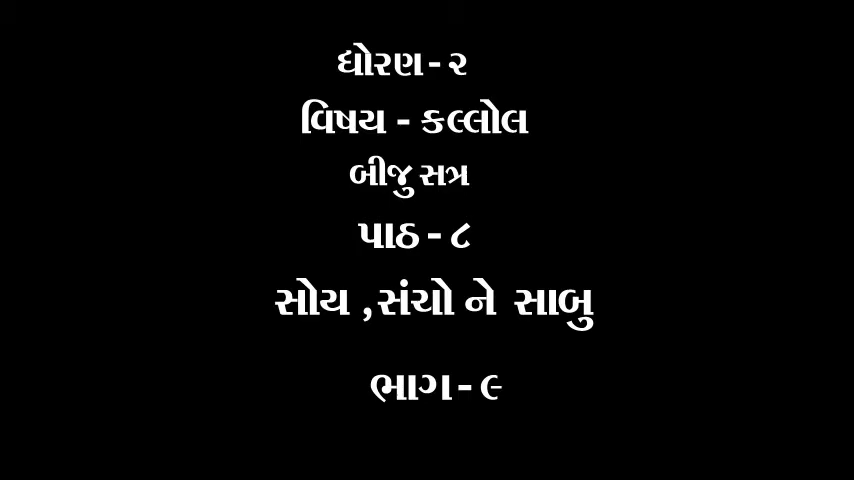 ધોરણ - ૨
વિષય - કલ્લોલ
બીજુ સત્ર
પાઠ - ૮
સોય ,સંચો ને સાબુ
ભાગ - ૯